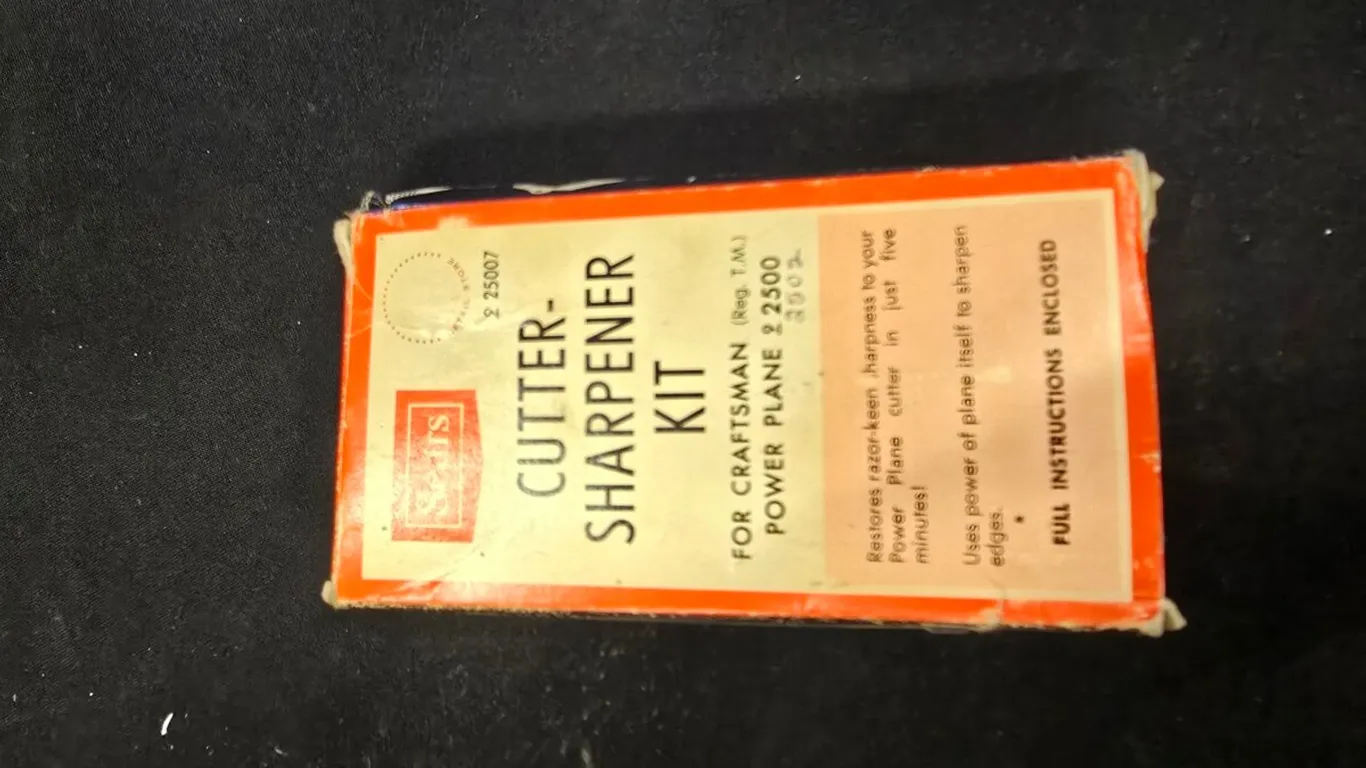 Sears
2 25007
CUTTER-
SHARPENER
KIT
FOR CRAFTSMAN (Reg. T.M.)
POWER PLANE 2 2500
2502
Restores razor-keen sharpness to your
Power Plane cutter in just five
minutes!
Uses power of plane itself to sharpen
edges.
FULL INSTRUCTIONS ENCLOSED